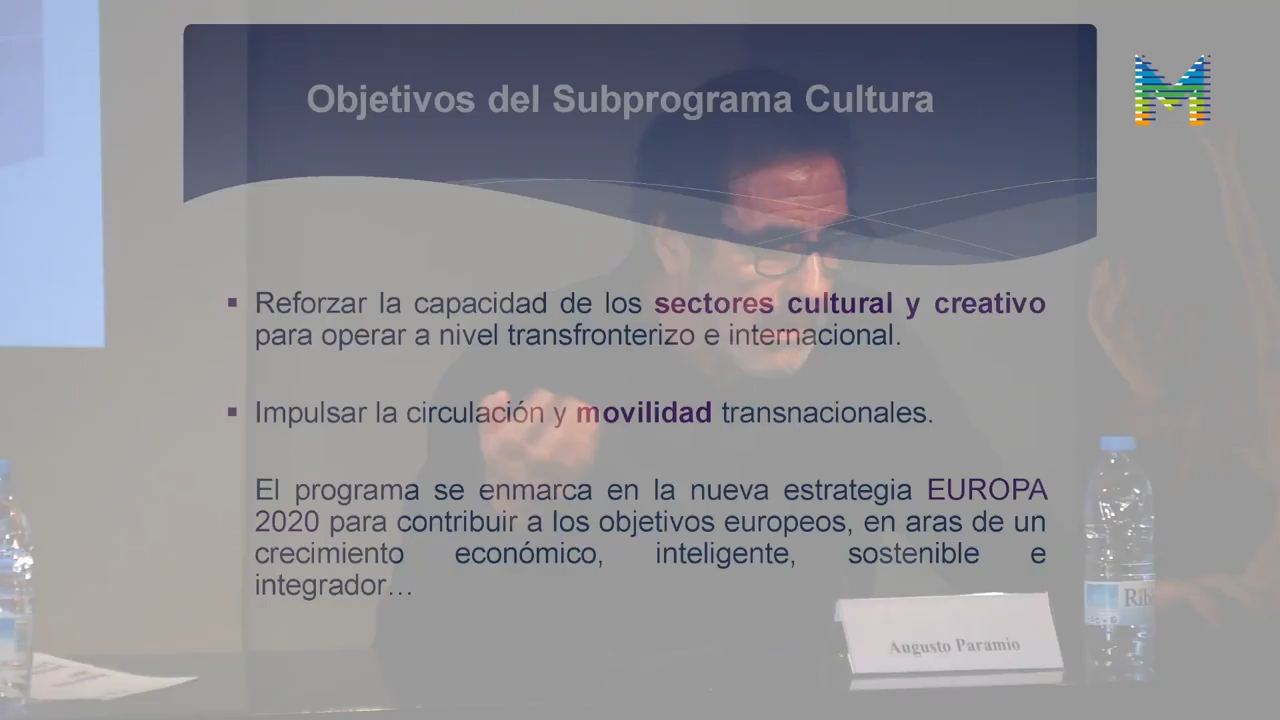 Objetivos del Subprograma Cultura
▪ Reforzar la capacidad de los sectores cultural y creativo
para operar a nivel transfronterizo e internacional.
▪ Impulsar la circulación y movilidad transnacionales.
El programa se enmarca en la nueva estrategia EUROPA
2020 para contribuir a los objetivos europeos, en aras de un
crecimiento económico, inteligente, sostenible e
integrador…
Augusto Paramio